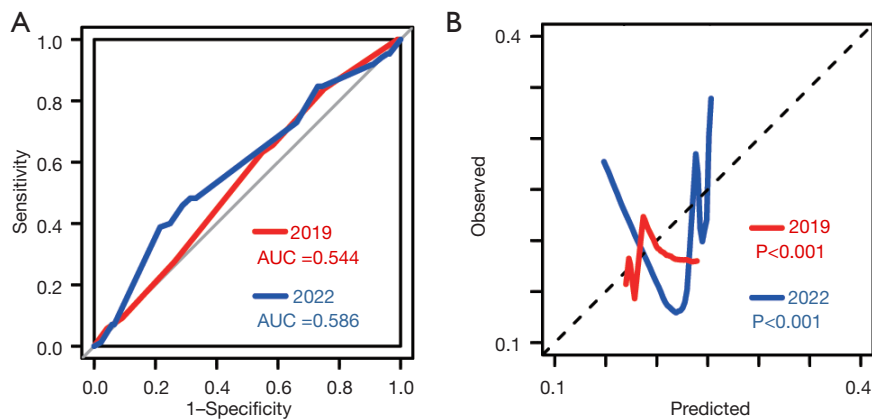 A
1.0
0.8
0.6
0.4
0.2
0.0
Sensitivity
2019
AUC =0.544
2022
AUC =0.586
0.0 0.2 0.4 0.6 0.8 1.0
1–Specificity
B
0.4
0.1
Observed
2019
P<0.001
2022
P<0.001
0.1 0.4
Predicted